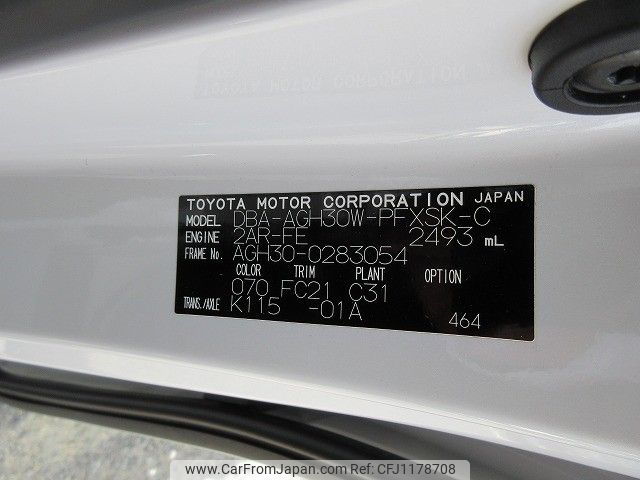 TOYOTA MOTOR CORPORATION JAPAN
MODEL DBA-AGH30W-PFXSK-C
ENGINE 2AR-FE 2493 mL
FRAME No. AGH30-0283054
COLOR TRIM PLANT OPTION
070 FC21 C31
TRANS./AXLE K115 -01A
464
www.CarFromJapan.com - REF CFJ1178708